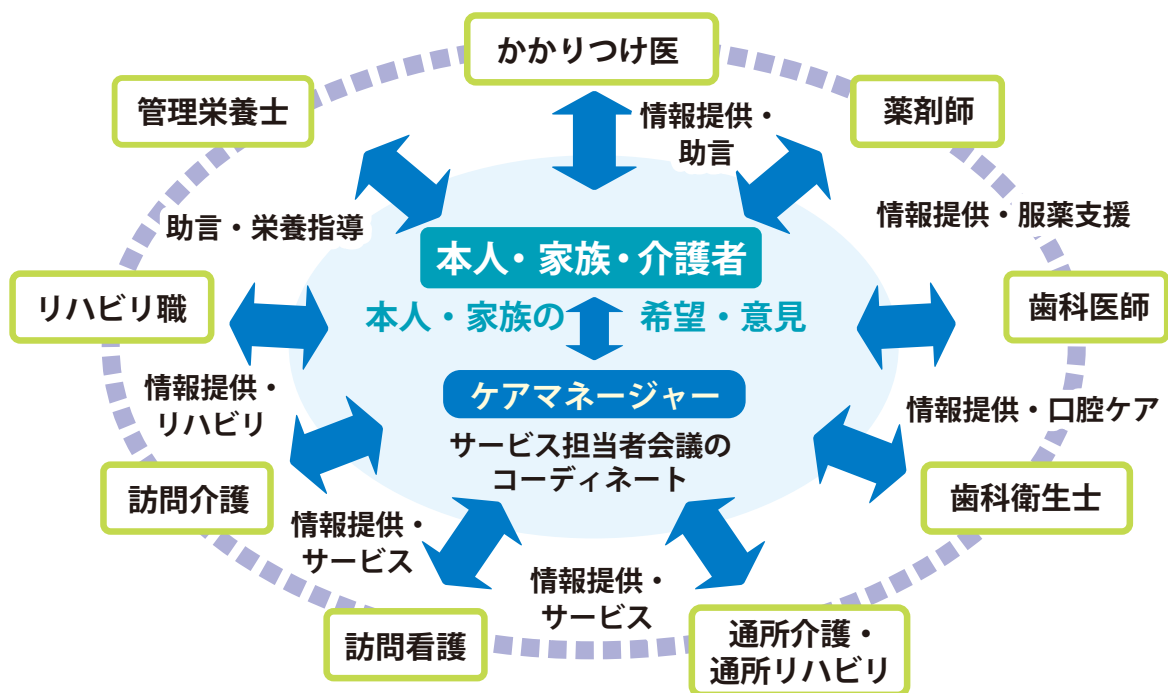 かかりつけ医
管理栄養士
薬剤師
情報提供・
助言
助言・栄養指導
情報提供・服薬支援
本人・家族・介護者
リハビリ職
本人・家族の 希望・意見
歯科医師
情報提供・
リハビリ
ケアマネージャー
情報提供・口腔ケア
サービス担当者会議の
コーディネート
訪問介護
歯科衛生士
情報提供・
サービス
情報提供・
サービス
訪問看護
通所介護・
通所リハビリ